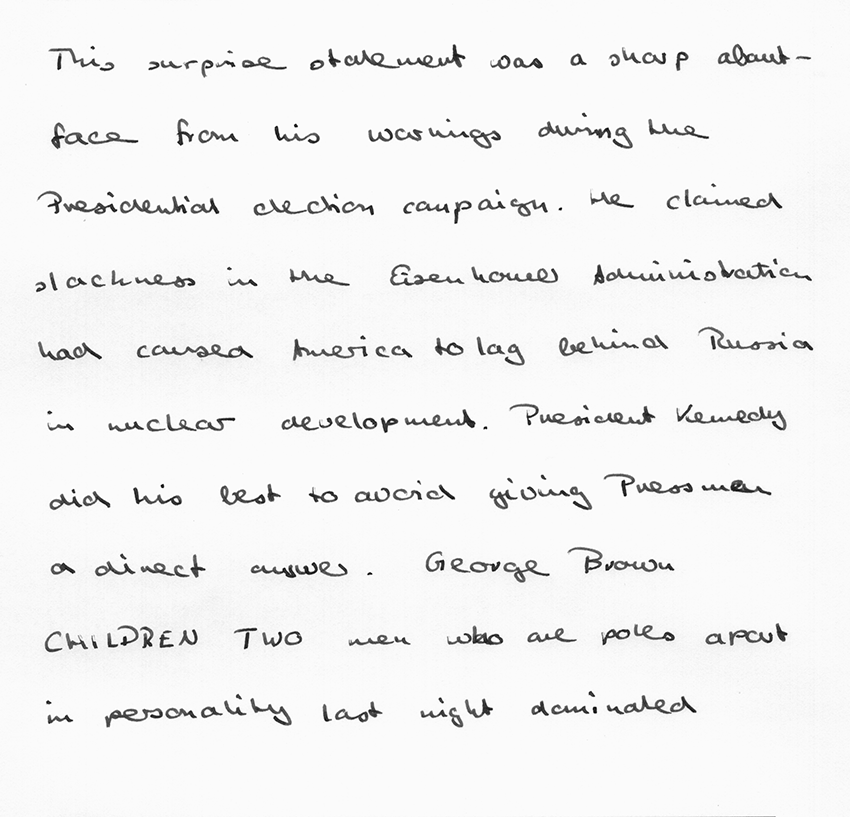 This surprise statement was a sharp about-
face from his warnings during the
Presidential election campaign. He claimed
slackness in the Eisenhower Administration
had caused America to lag behind Russia
in nuclear development. President Kennedy
did his best to avoid giving Pressmen
a direct answer. George Brown
CHILDREN TWO men who are poles apart
in personality last night dominated